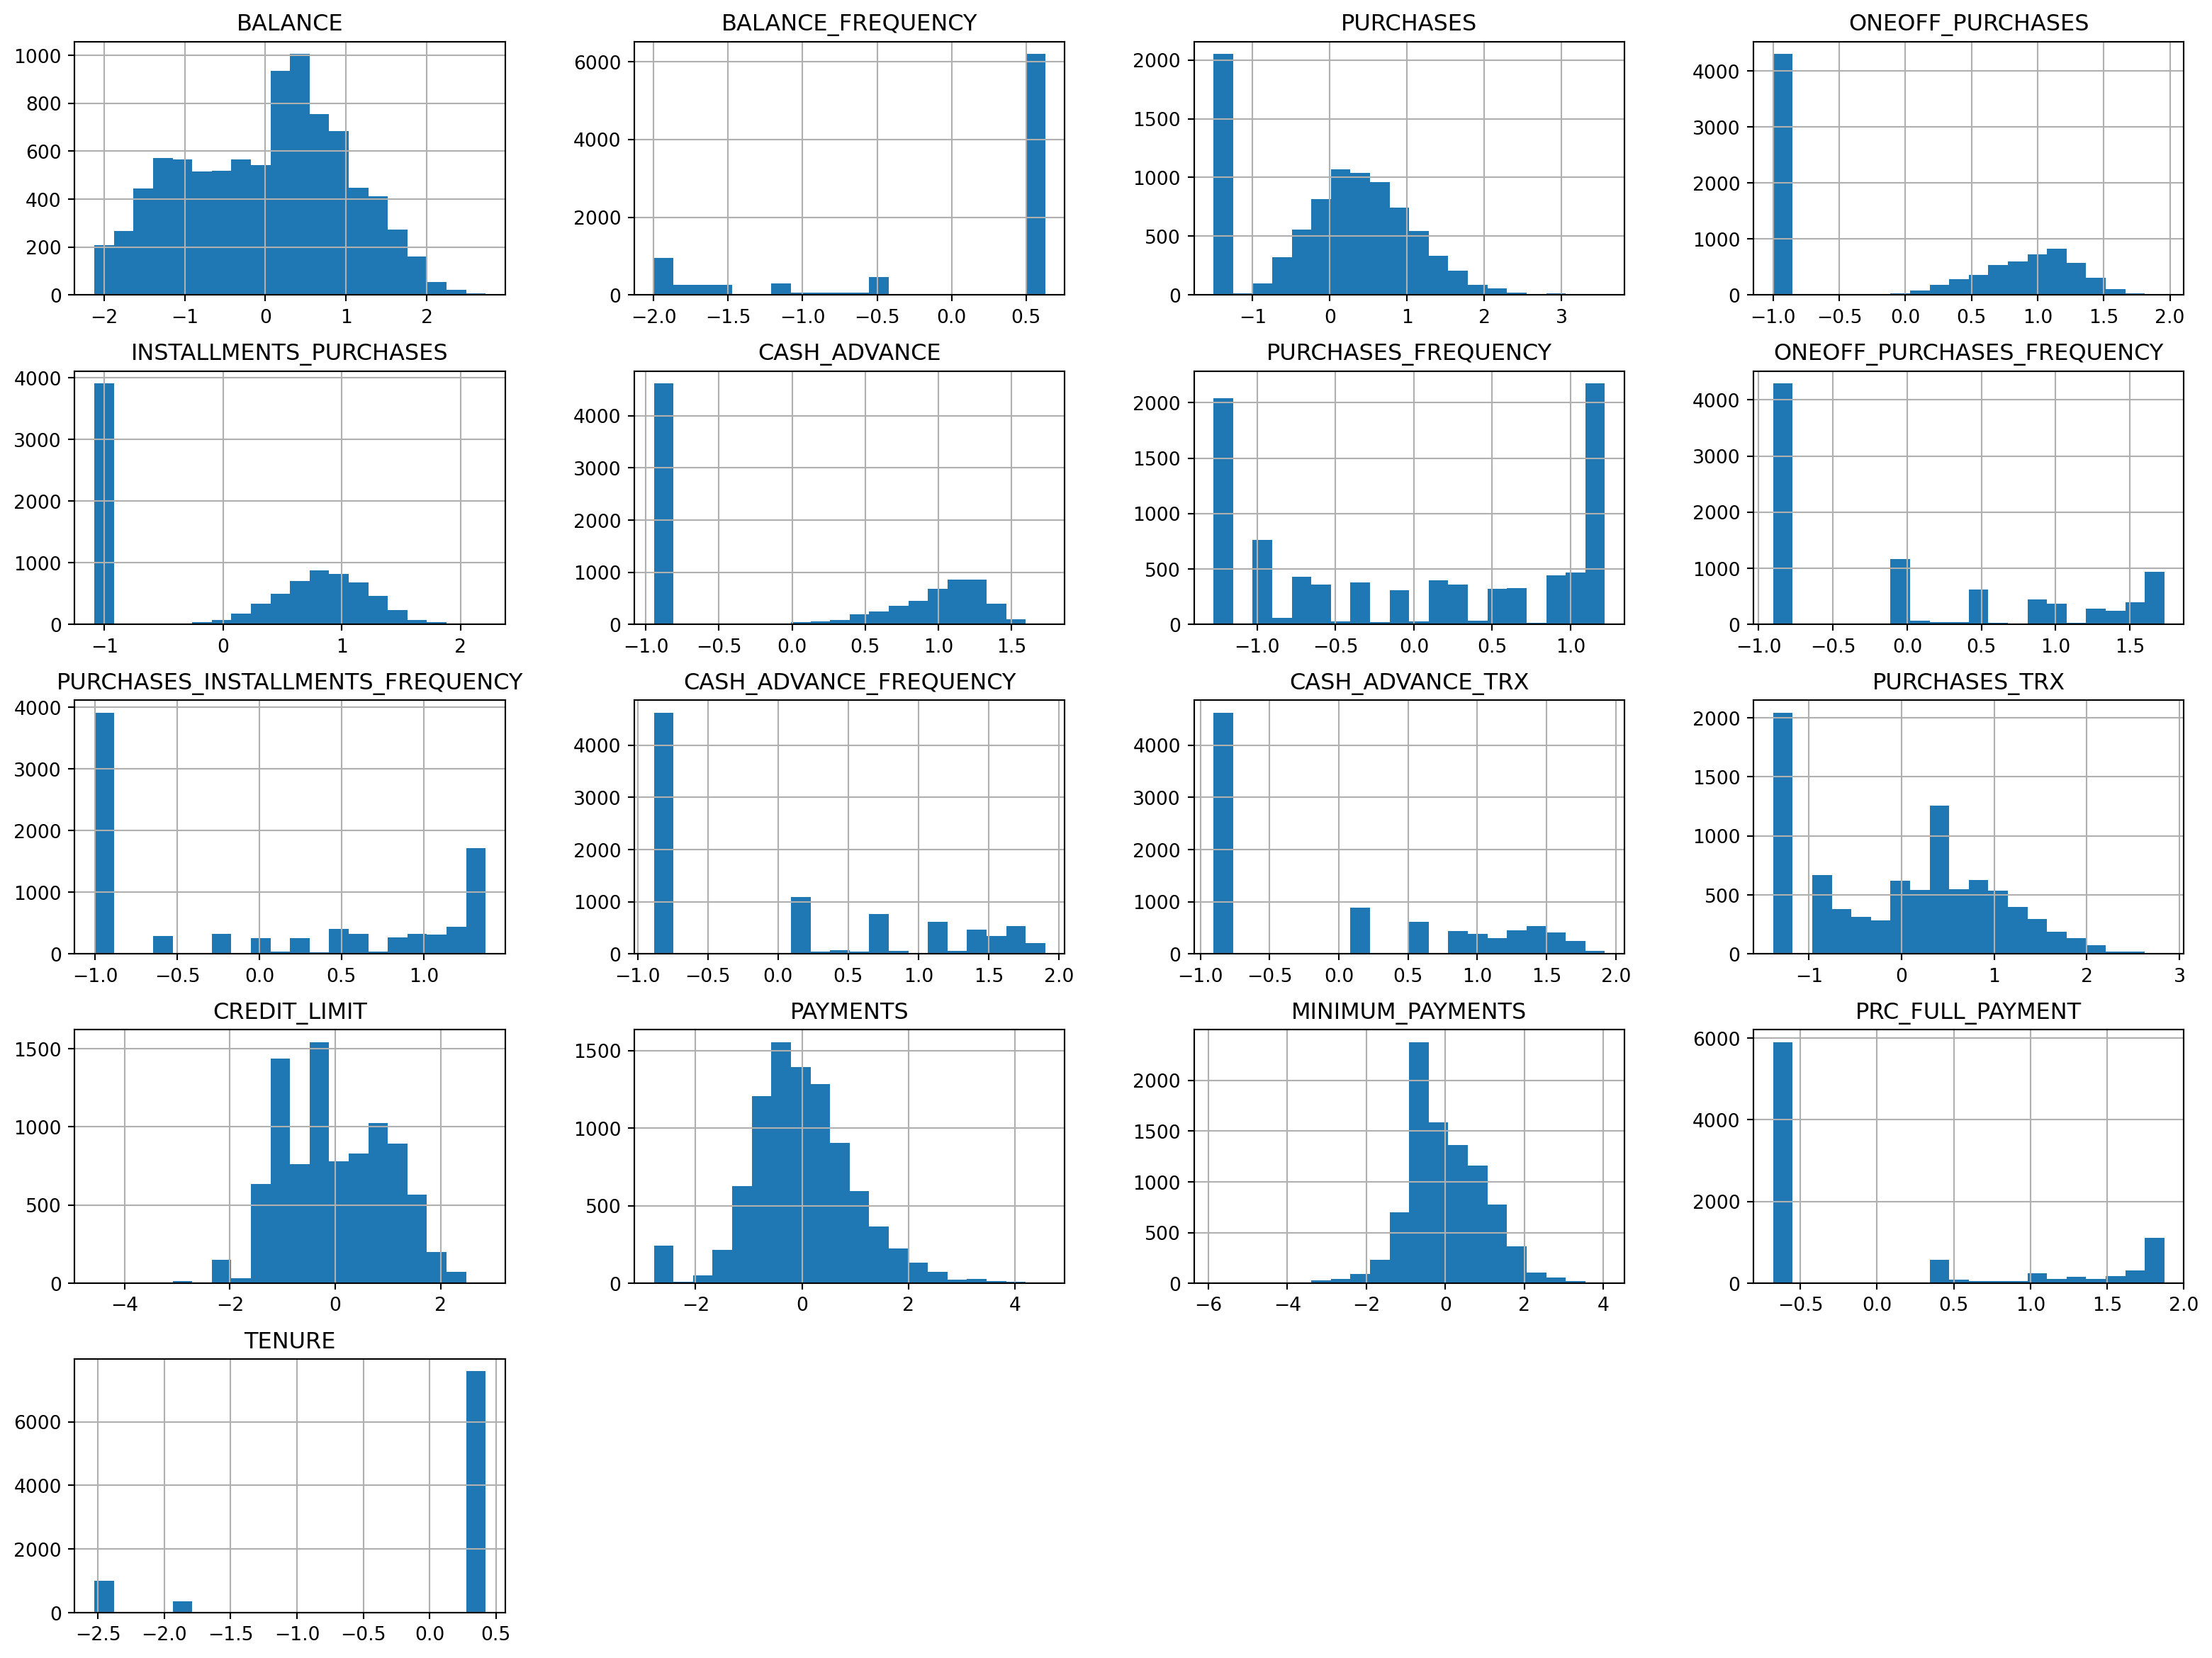 BALANCE BALANCE_FREQUENCY PURCHASES ONEOFF_PURCHASES
1000 800 600 400 200 0
−2 −1 0 1 2
6000 4000 2000 0
−2.0 −1.5 −1.0 −0.5 0.0 0.5
2000 1500 1000 500 0
−1 0 1 2 3
4000 3000 2000 1000 0
−1.0 −0.5 0.0 0.5 1.0 1.5 2.0
INSTALLMENTS_PURCHASES CASH_ADVANCE PURCHASES_FREQUENCY ONEOFF_PURCHASES_FREQUENCY
4000 3000 2000 1000 0
−1 0 1 2
4000 3000 2000 1000 0
−1.0 −0.5 0.0 0.5 1.0 1.5
2000 1500 1000 500 0
−1.0 −0.5 0.0 0.5 1.0
4000 3000 2000 1000 0
−1.0 −0.5 0.0 0.5 1.0 1.5
PURCHASES_INSTALLMENTS_FREQUENCY CASH_ADVANCE_FREQUENCY CASH_ADVANCE_TRX PURCHASES_TRX
4000 3000 2000 1000 0
−1.0 −0.5 0.0 0.5 1.0
4000 3000 2000 1000 0
−1.0 −0.5 0.0 0.5 1.0 1.5 2.0
4000 3000 2000 1000 0
−1.0 −0.5 0.0 0.5 1.0 1.5 2.0
2000 1500 1000 500 0
−1 0 1 2 3
CREDIT_LIMIT PAYMENTS MINIMUM_PAYMENTS PRC_FULL_PAYMENT
1500 1000 500 0
−4 −2 0 2
1500 1000 500 0
−2 0 2 4
2000 1500 1000 500 0
−6 −4 −2 0 2 4
6000 4000 2000 0
−0.5 0.0 0.5 1.0 1.5 2.0
TENURE
6000 4000 2000 0
−2.5 −2.0 −1.5 −1.0 −0.5 0.0 0.5